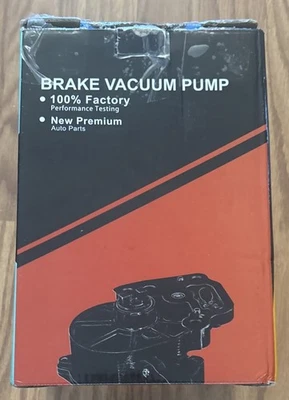 BRAKE VACUUM PUMP
100% Factory
Performance Testing
New Premium
Auto Parts